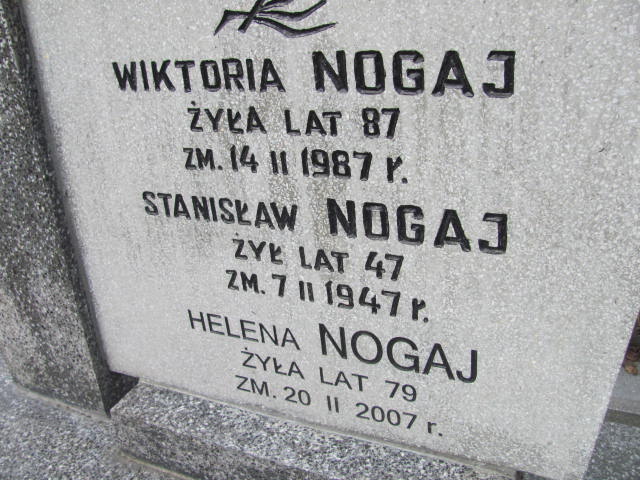 WIKTORIA NOGAJ
ŻYŁA LAT 87
ZM. 14 II 1987 r.
STANISŁAW NOGAJ
ŻYŁ LAT 47
ZM. 7 II 1947 r.
HELENA NOGAJ
ŻYŁA LAT 79
ZM. 20 II 2007 r.